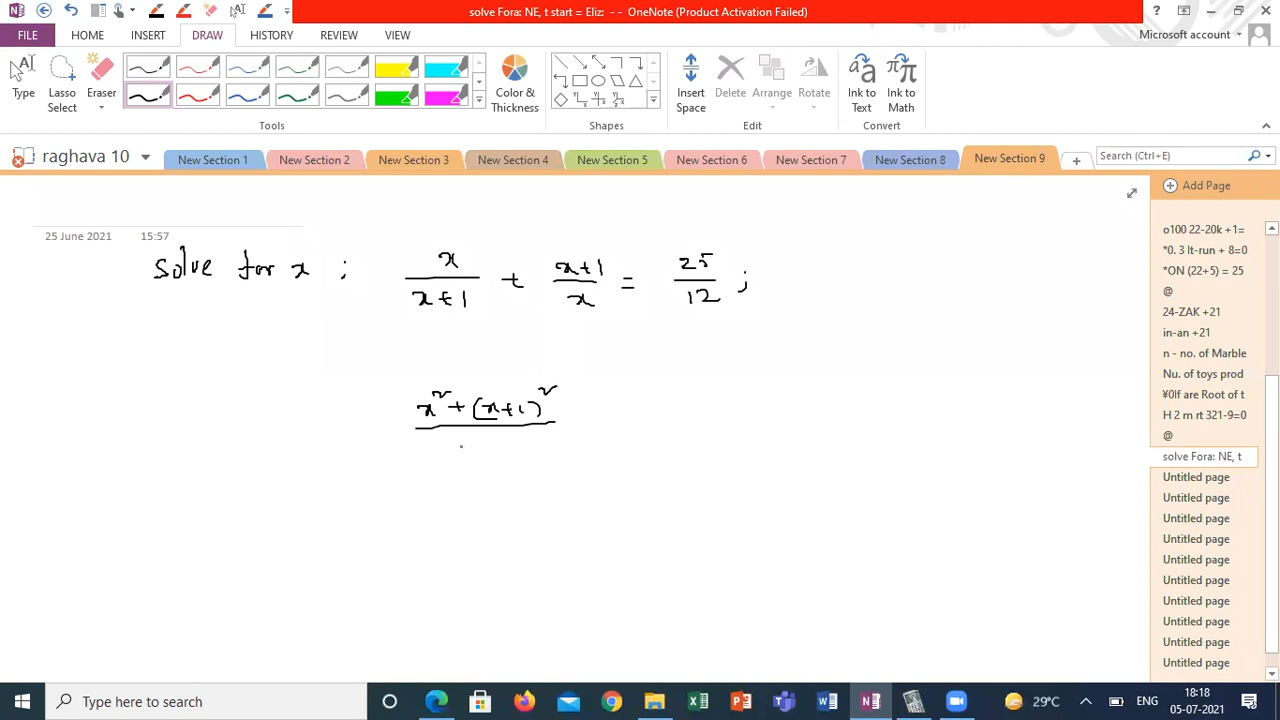 solve Fora: NE, t start = Eliz: - - OneNote (Product Activation Failed)
FILE HOME INSERT DRAW HISTORY REVIEW VIEW Microsoft account
Type Lasso Select Eraser Color & Thickness Insert Space Delete Arrange Rotate Ink to Text Ink to Math
Tools Shapes Edit Convert
raghava 10 New Section 1 New Section 2 New Section 3 New Section 4 New Section 5 New Section 6 New Section 7 New Section 8 New Section 9 Search (Ctrl+E)
Add Page
25 June 2021 15:57
solve for x ; x/(x+1) + (x+1)/x = 25/12 ;
x² + (x+1)²
o100 22-20k +1=
*0. 3 lt-run + 8=0
*ON (22+5) = 25
@
24-ZAK +21
in-an +21
n - no. of Marble
Nu. of toys prod
¥0lf are Root of t
H 2 m rt 321-9=0
@
solve Fora: NE, t
Untitled page
Untitled page
Untitled page
Untitled page
Untitled page
Untitled page
Untitled page
Untitled page
Untitled page
Untitled page
Type here to search 29°C ENG 18:18
05-07-2021